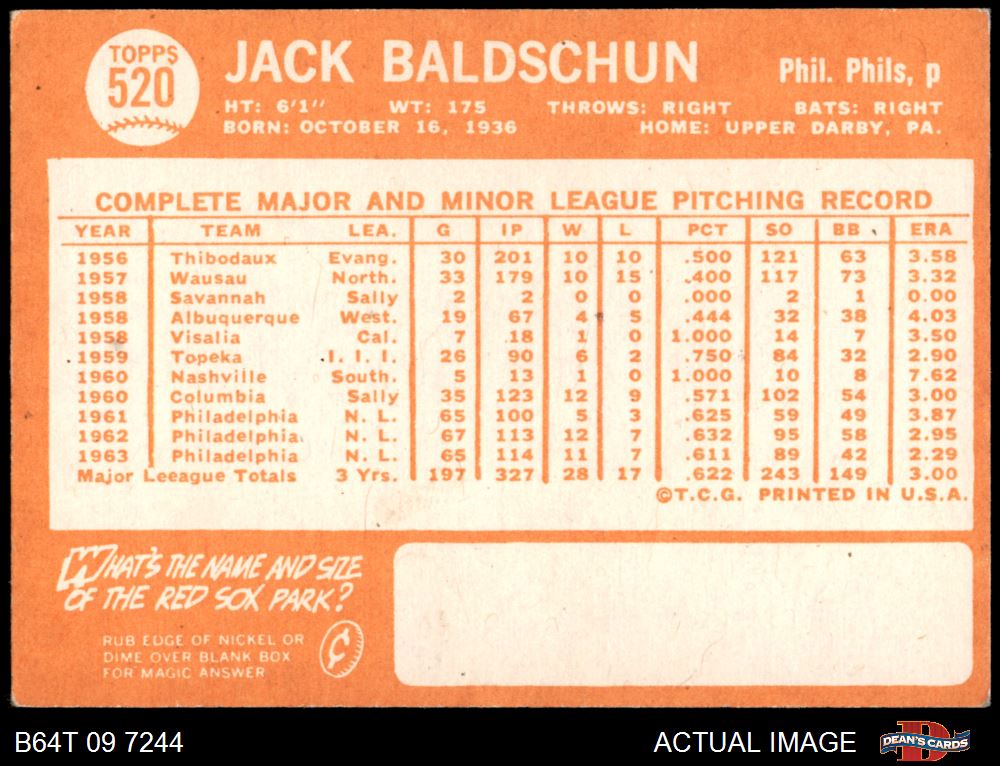 TOPPS
520
JACK BALDSCHUN Phil. Phils, p
HT: 6'1" WT: 175 THROWS: RIGHT BATS: RIGHT
BORN: OCTOBER 16, 1936 HOME: UPPER DARBY, PA.
COMPLETE MAJOR AND MINOR LEAGUE PITCHING RECORD
YEAR TEAM LEA. G IP W L PCT SO BB ERA
1956 Thibodaux Evang. 30 201 10 10 .500 121 63 3.58
1957 Wausau North. 33 179 10 15 .400 117 73 3.32
1958 Savannah Sally 2 2 0 0 .000 2 1 0.00
1958 Albuquerque West. 19 67 4 5 .444 32 38 4.03
1958 Visalia Cal. 7 18 1 0 1.000 14 7 3.50
1959 Topeka I. I. I. 26 90 6 2 .750 84 32 2.90
1960 Nashville South. 5 13 1 0 1.000 10 8 7.62
1960 Columbia Sally 35 123 12 9 .571 102 54 3.00
1961 Philadelphia N. L. 65 100 5 3 .625 59 49 3.87
1962 Philadelphia N. L. 67 113 12 7 .632 95 58 2.95
1963 Philadelphia N. L. 65 114 11 7 .611 89 42 2.29
Major Leeague Totals 3 Yrs. 197 327 28 17 .622 243 149 3.00
©T.C.G. PRINTED IN U.S.A.
WHAT'S THE NAME AND SIZE
OF THE RED SOX PARK?
RUB EDGE OF NICKEL OR
DIME OVER BLANK BOX
FOR MAGIC ANSWER
¢
B64T 09 7244 ACTUAL IMAGE
D
DEAN'S CARDS